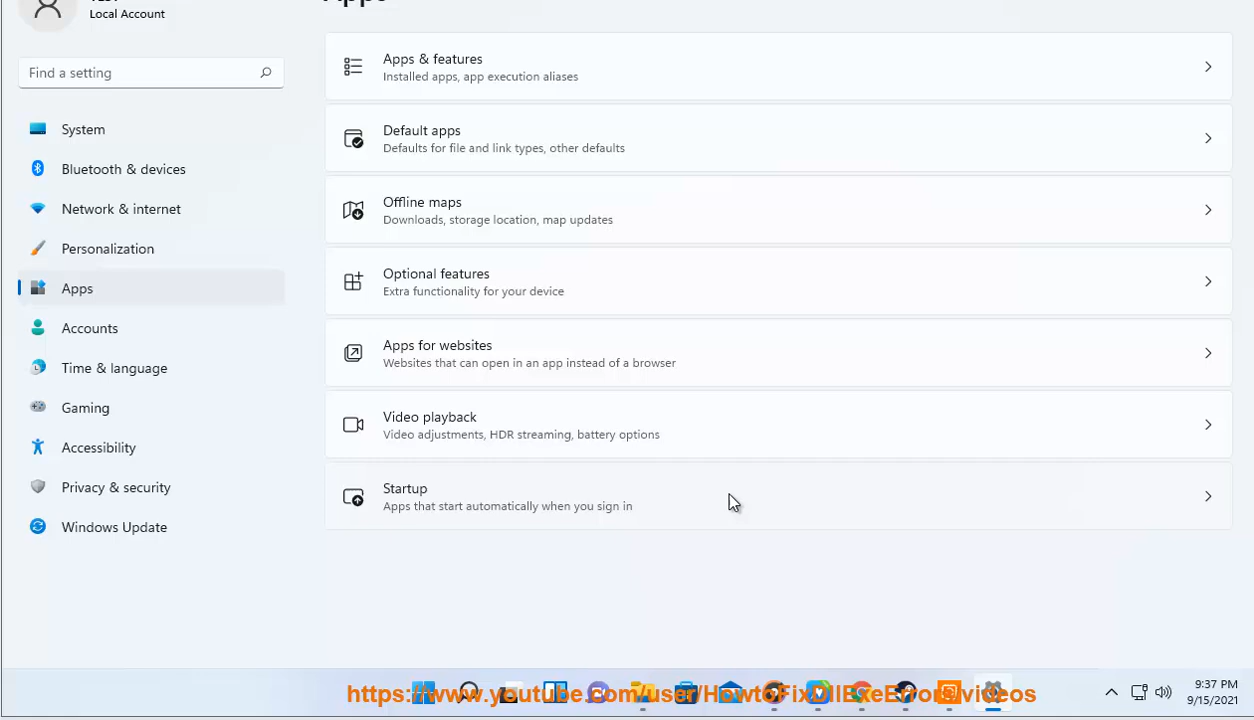 Apps
Local Account
Find a setting
System
Bluetooth & devices
Network & internet
Personalization
Apps
Accounts
Time & language
Gaming
Accessibility
Privacy & security
Windows Update
Apps & features
Installed apps, app execution aliases
Default apps
Defaults for file and link types, other defaults
Offline maps
Downloads, storage location, map updates
Optional features
Extra functionality for your device
Apps for websites
Websites that can open in an app instead of a browser
Video playback
Video adjustments, HDR streaming, battery options
Startup
Apps that start automatically when you sign in
https://www.youtube.com/user/HowtoFixDllExeErrorsvideos
9:37 PM
9/15/2021